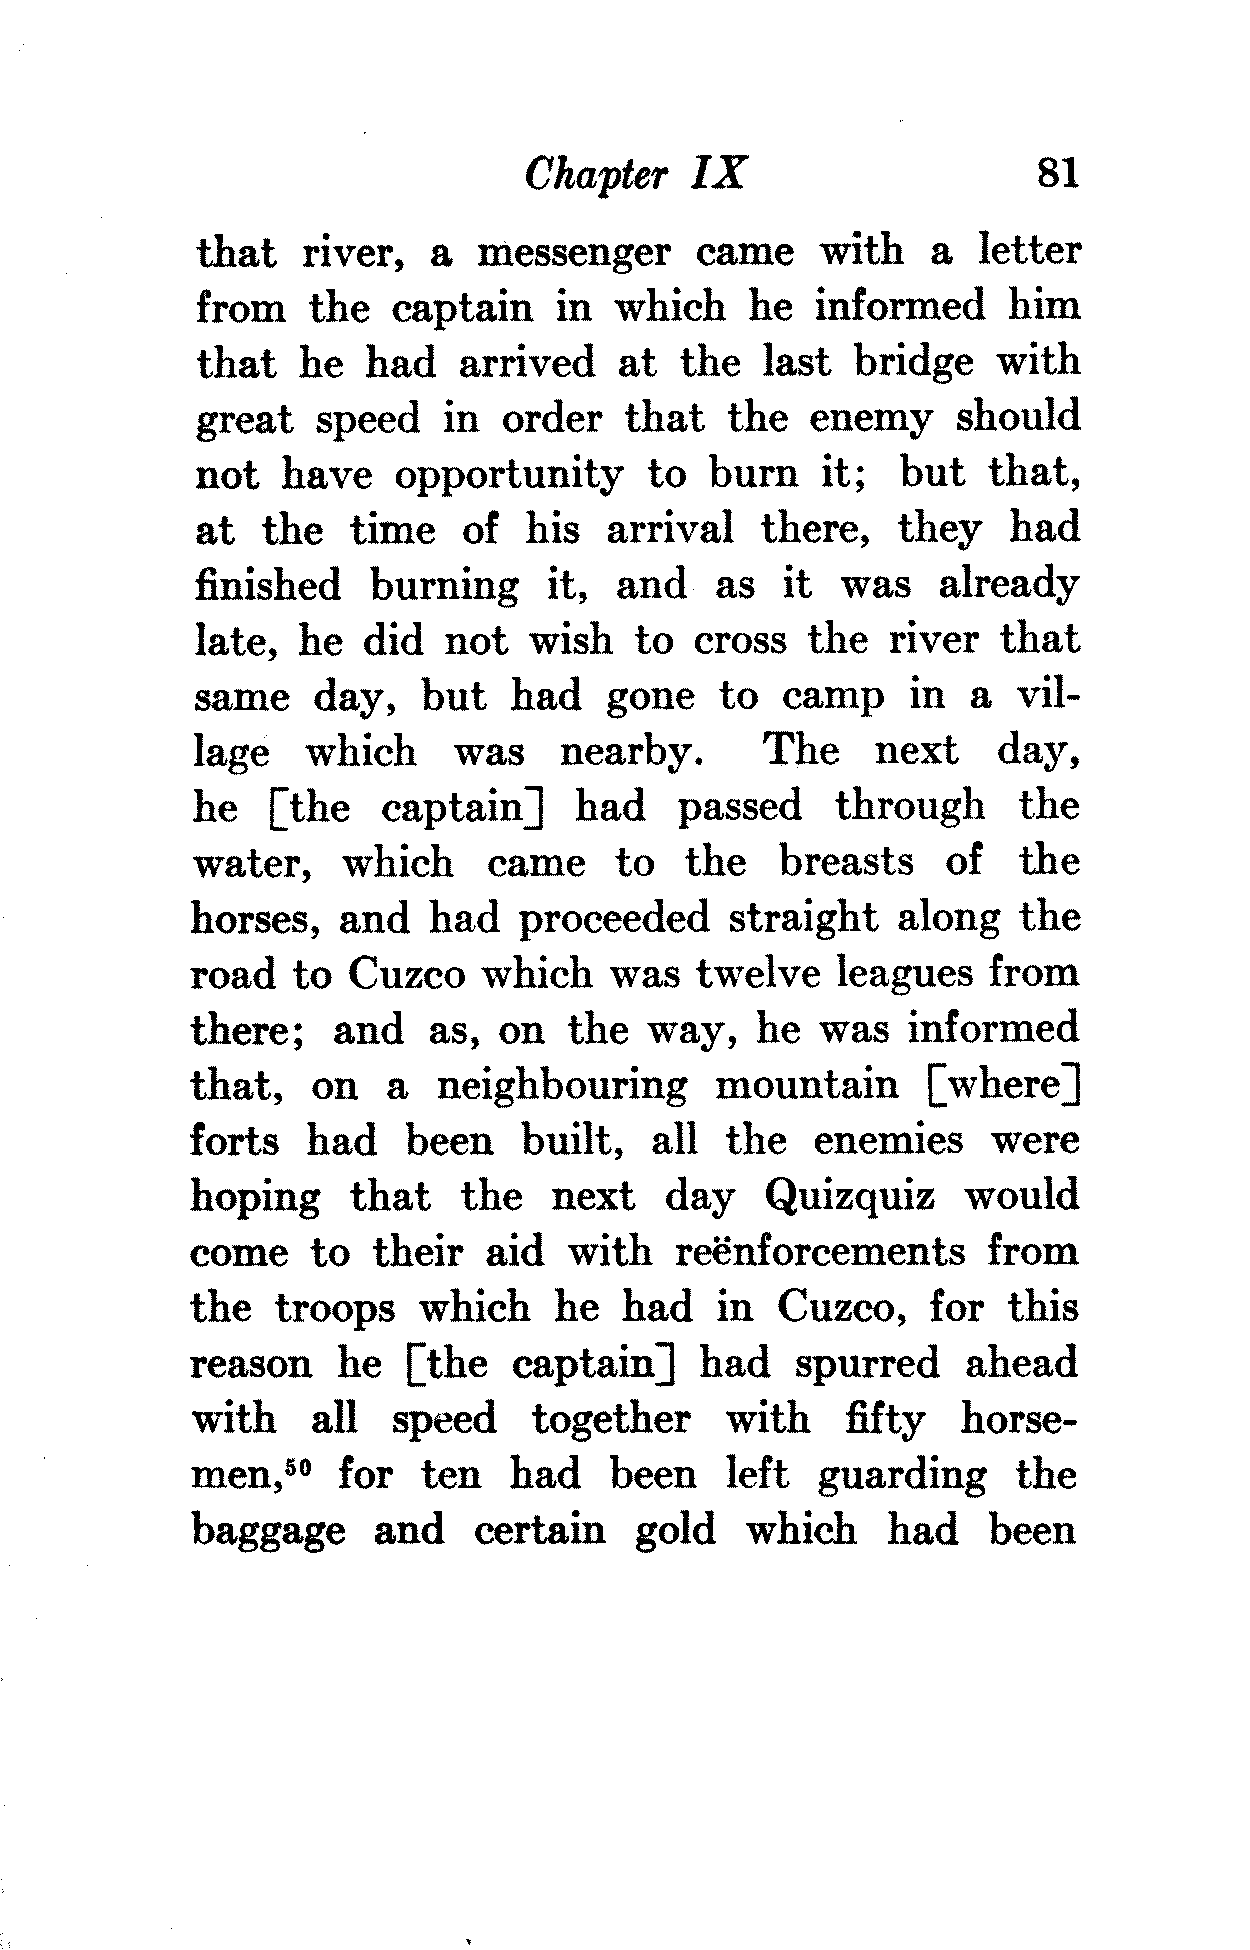 Chapter IX 81
that river, a messenger came with a letter
from the captain in which he informed him
that he had arrived at the last bridge with
great speed in order that the enemy should
not have opportunity to burn it; but that,
at the time of his arrival there, they had
finished burning it, and as it was already
late, he did not wish to cross the river that
same day, but had gone to camp in a vil-
lage which was nearby. The next day,
he [the captain] had passed through the
water, which came to the breasts of the
horses, and had proceeded straight along the
road to Cuzco which was twelve leagues from
there; and as, on the way, he was informed
that, on a neighbouring mountain [where]
forts had been built, all the enemies were
hoping that the next day Quizquiz would
come to their aid with reënforcements from
the troops which he had in Cuzco, for this
reason he [the captain] had spurred ahead
with all speed together with fifty horse-
men,⁵⁰ for ten had been left guarding the
baggage and certain gold which had been